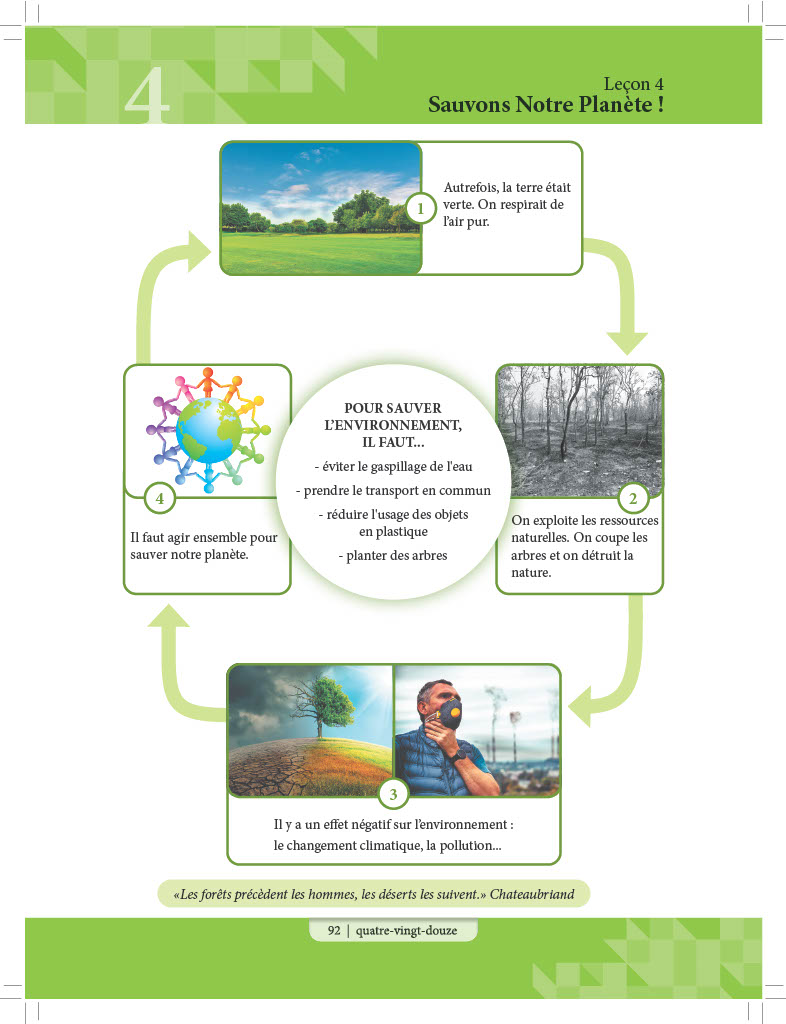 4
Leçon 4
Sauvons Notre Planète !
1
Autrefois, la terre était
verte. On respirait de
l'air pur.
2
On exploite les ressources
naturelles. On coupe les
arbres et on détruit la
nature.
3
Il y a un effet négatif sur l'environnement :
le changement climatique, la pollution...
4
Il faut agir ensemble pour
sauver notre planète.
POUR SAUVER
L'ENVIRONNEMENT,
IL FAUT...
- éviter le gaspillage de l'eau
- prendre le transport en commun
- réduire l'usage des objets
en plastique
- planter des arbres
«Les forêts précèdent les hommes, les déserts les suivent.» Chateaubriand
92 | quatre-vingt-douze